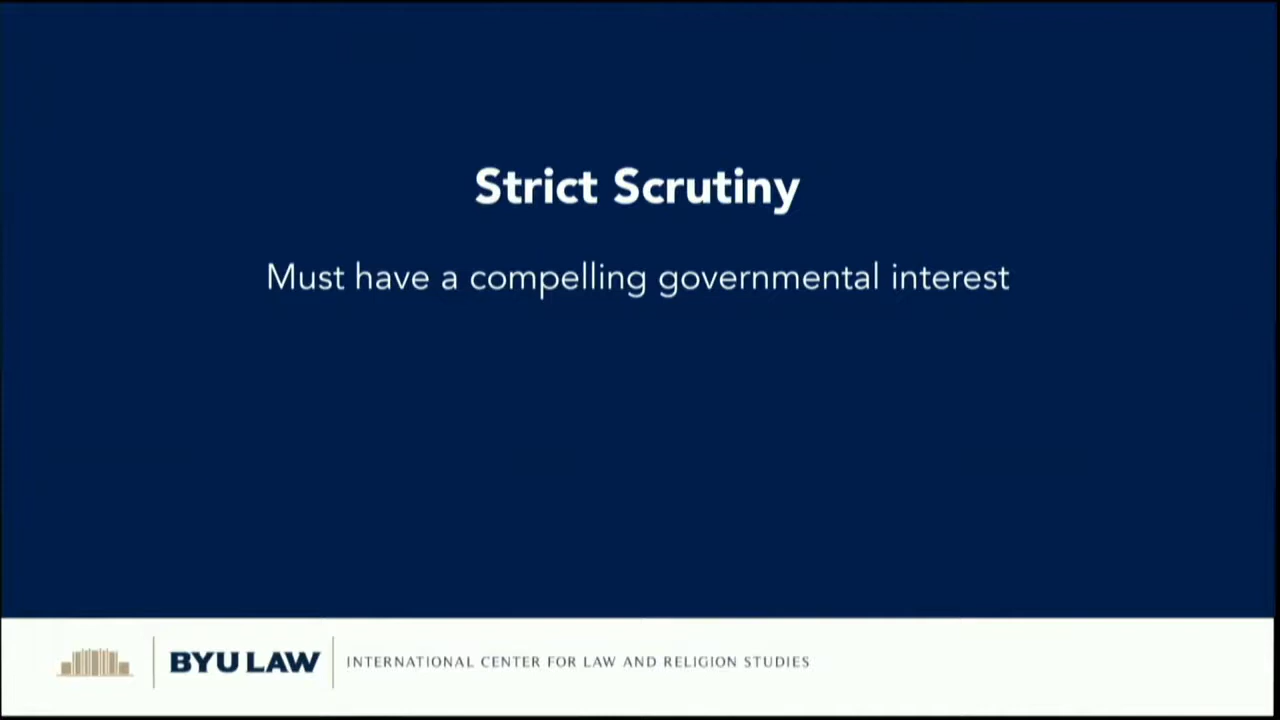 Strict Scrutiny
Must have a compelling governmental interest
BYU LAW
INTERNATIONAL CENTER FOR LAW AND RELIGION STUDIES